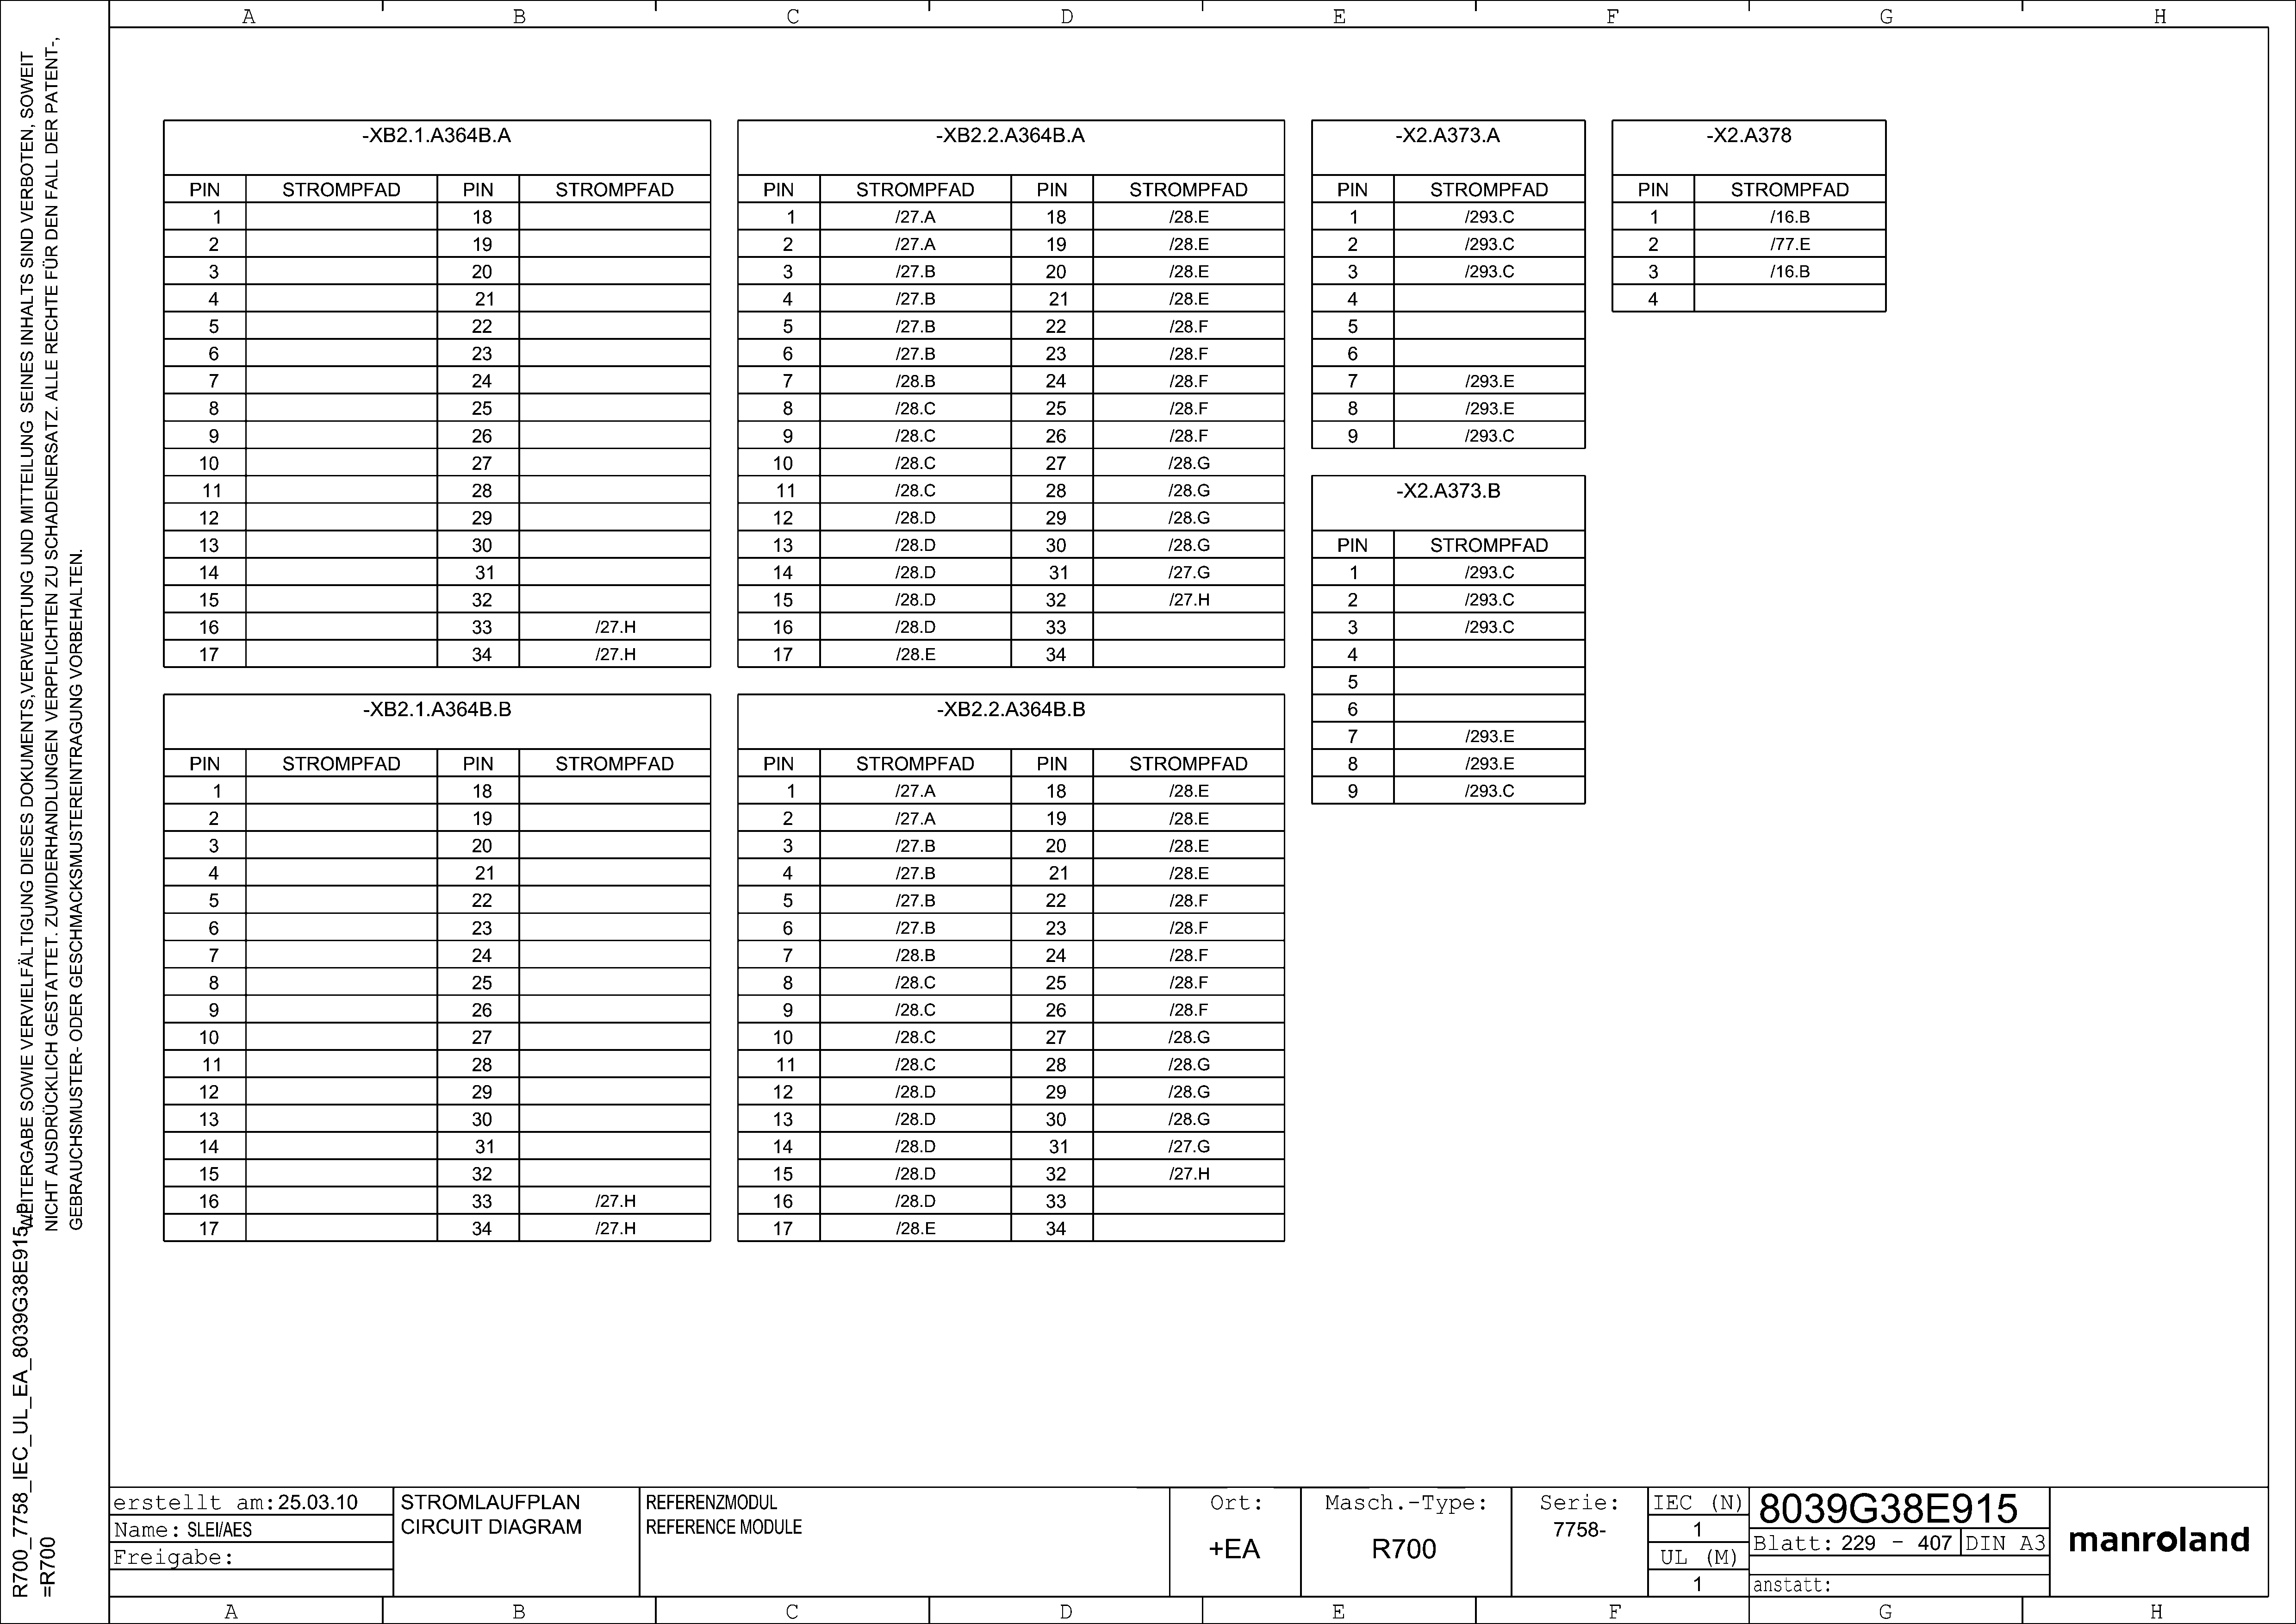 A B C D E F G H
WEITERGABE SOWIE VERVIELFÄLTIGUNG DIESES DOKUMENTS,VERWERTUNG UND MITTEILUNG SEINES INHALTS SIND VERBOTEN, SOWEIT
NICHT AUSDRÜCKLICH GESTATTET. ZUWIDERHANDLUNGEN VERPFLICHTEN ZU SCHADENERSATZ. ALLE RECHTE FÜR DEN FALL DER PATENT-,
GEBRAUCHSMUSTER- ODER GESCHMACKSMUSTEREINTRAGUNG VORBEHALTEN.
=R700
-XB2.1.A364B.A
PIN STROMPFAD PIN STROMPFAD
1 18
2 19
3 20
4 21
5 22
6 23
7 24
8 25
9 26
10 27
11 28
12 29
13 30
14 31
15 32
16 33 /27.H
17 34 /27.H
-XB2.1.A364B.B
PIN STROMPFAD PIN STROMPFAD
1 18
2 19
3 20
4 21
5 22
6 23
7 24
8 25
9 26
10 27
11 28
12 29
13 30
14 31
15 32
16 33 /27.H
17 34 /27.H
-XB2.2.A364B.A
PIN STROMPFAD PIN STROMPFAD
1 /27.A 18 /28.E
2 /27.A 19 /28.E
3 /27.B 20 /28.E
4 /27.B 21 /28.E
5 /27.B 22 /28.F
6 /27.B 23 /28.F
7 /28.B 24 /28.F
8 /28.C 25 /28.F
9 /28.C 26 /28.F
10 /28.C 27 /28.G
11 /28.C 28 /28.G
12 /28.D 29 /28.G
13 /28.D 30 /28.G
14 /28.D 31 /27.G
15 /28.D 32 /27.H
16 /28.D 33
17 /28.E 34
-XB2.2.A364B.B
PIN STROMPFAD PIN STROMPFAD
1 /27.A 18 /28.E
2 /27.A 19 /28.E
3 /27.B 20 /28.E
4 /27.B 21 /28.E
5 /27.B 22 /28.F
6 /27.B 23 /28.F
7 /28.B 24 /28.F
8 /28.C 25 /28.F
9 /28.C 26 /28.F
10 /28.C 27 /28.G
11 /28.C 28 /28.G
12 /28.D 29 /28.G
13 /28.D 30 /28.G
14 /28.D 31 /27.G
15 /28.D 32 /27.H
16 /28.D 33
17 /28.E 34
-X2.A373.A
PIN STROMPFAD
1 /293.C
2 /293.C
3 /293.C
4
5
6
7 /293.E
8 /293.E
9 /293.C
-X2.A373.B
PIN STROMPFAD
1 /293.C
2 /293.C
3 /293.C
4
5
6
7 /293.E
8 /293.E
9 /293.C
-X2.A378
PIN STROMPFAD
1 /16.B
2 /77.E
3 /16.B
4
erstellt am: 25.03.10
Name: SLEI/AES
Freigabe:
STROMLAUFPLAN
CIRCUIT DIAGRAM
REFERENZMODUL
REFERENCE MODULE
Ort:
+EA
Masch.-Type:
R700
Serie:
7758-
IEC (N)
1
UL (M)
1
8039G38E915
Blatt: 229 - 407 DIN A3
anstatt:
manroland
A B C D E F G H